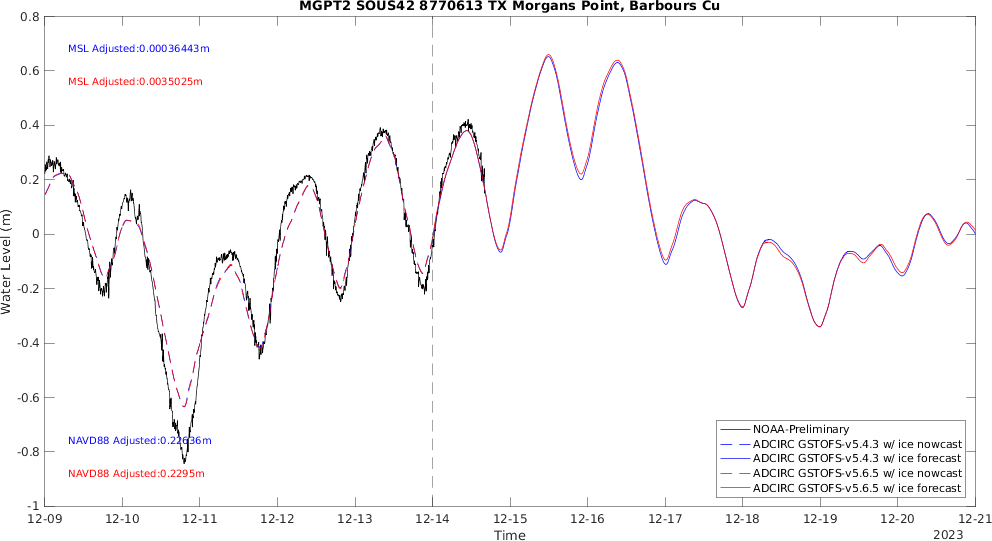 MGPT2 SOUS42 8770613 TX Morgans Point, Barbours Cu
0.8
0.6
0.4
0.2
0
-0.2
-0.4
-0.6
-0.8
-1
Water Level (m)
MSL Adjusted:0.00036443m
MSL Adjusted:0.0035025m
NAVD88 Adjusted:0.22636m
NAVD88 Adjusted:0.2295m
NOAA-Preliminary
ADCIRC GSTOFS-v5.4.3 w/ ice nowcast
ADCIRC GSTOFS-v5.4.3 w/ ice forecast
ADCIRC GSTOFS-v5.6.5 w/ ice nowcast
ADCIRC GSTOFS-v5.6.5 w/ ice forecast
12-09 12-10 12-11 12-12 12-13 12-14 12-15 12-16 12-17 12-18 12-19 12-20 12-21
Time
2023